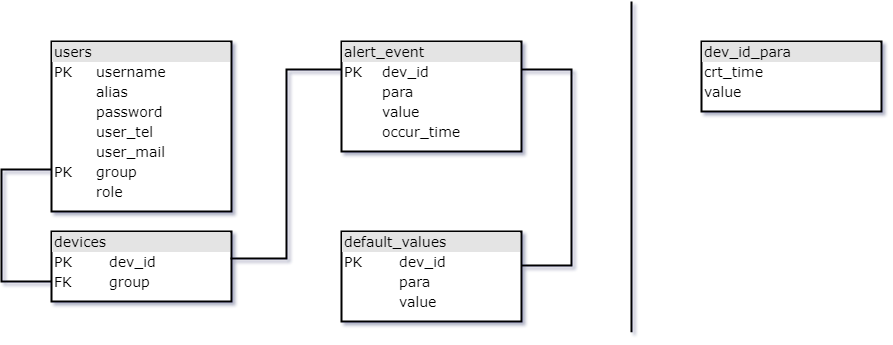 users
PK username
alias
password
user_tel
user_mail
PK group
role
devices
PK dev_id
FK group
alert_event
PK dev_id
para
value
occur_time
default_values
PK dev_id
para
value
dev_id_para
crt_time
value